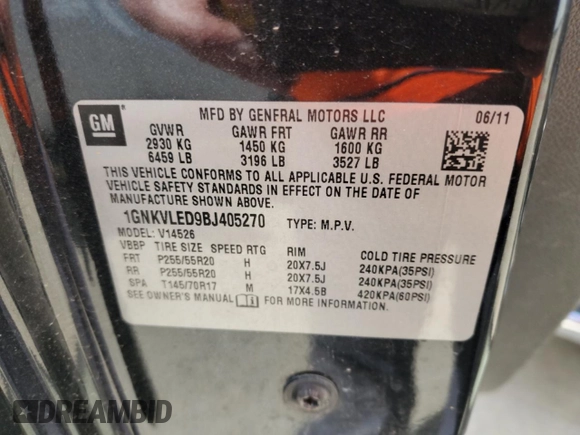 GM
®
MFD BY GENERAL MOTORS LLC 06/11
GVWR GAWR FRT GAWR RR
2930 KG 1450 KG 1600 KG
6459 LB 3196 LB 3527 LB
THIS VEHICLE CONFORMS TO ALL APPLICABLE U.S. FEDERAL MOTOR
VEHICLE SAFETY STANDARDS IN EFFECT ON THE DATE OF
MANUFACTURE SHOWN ABOVE.
1GNKVLED9BJ405270 TYPE: M.P.V.
MODEL: V14526
VBBP TIRE SIZE SPEED RTG RIM COLD TIRE PRESSURE
FRT P255/55R20 H 20X7.5J 240KPA(35PSI)
RR P255/55R20 H 20X7.5J 240KPA(35PSI)
SPA T145/70R17 M 17X4.5B 420KPA(60PSI)
SEE OWNER'S MANUAL FOR MORE INFORMATION.
DREAMBID